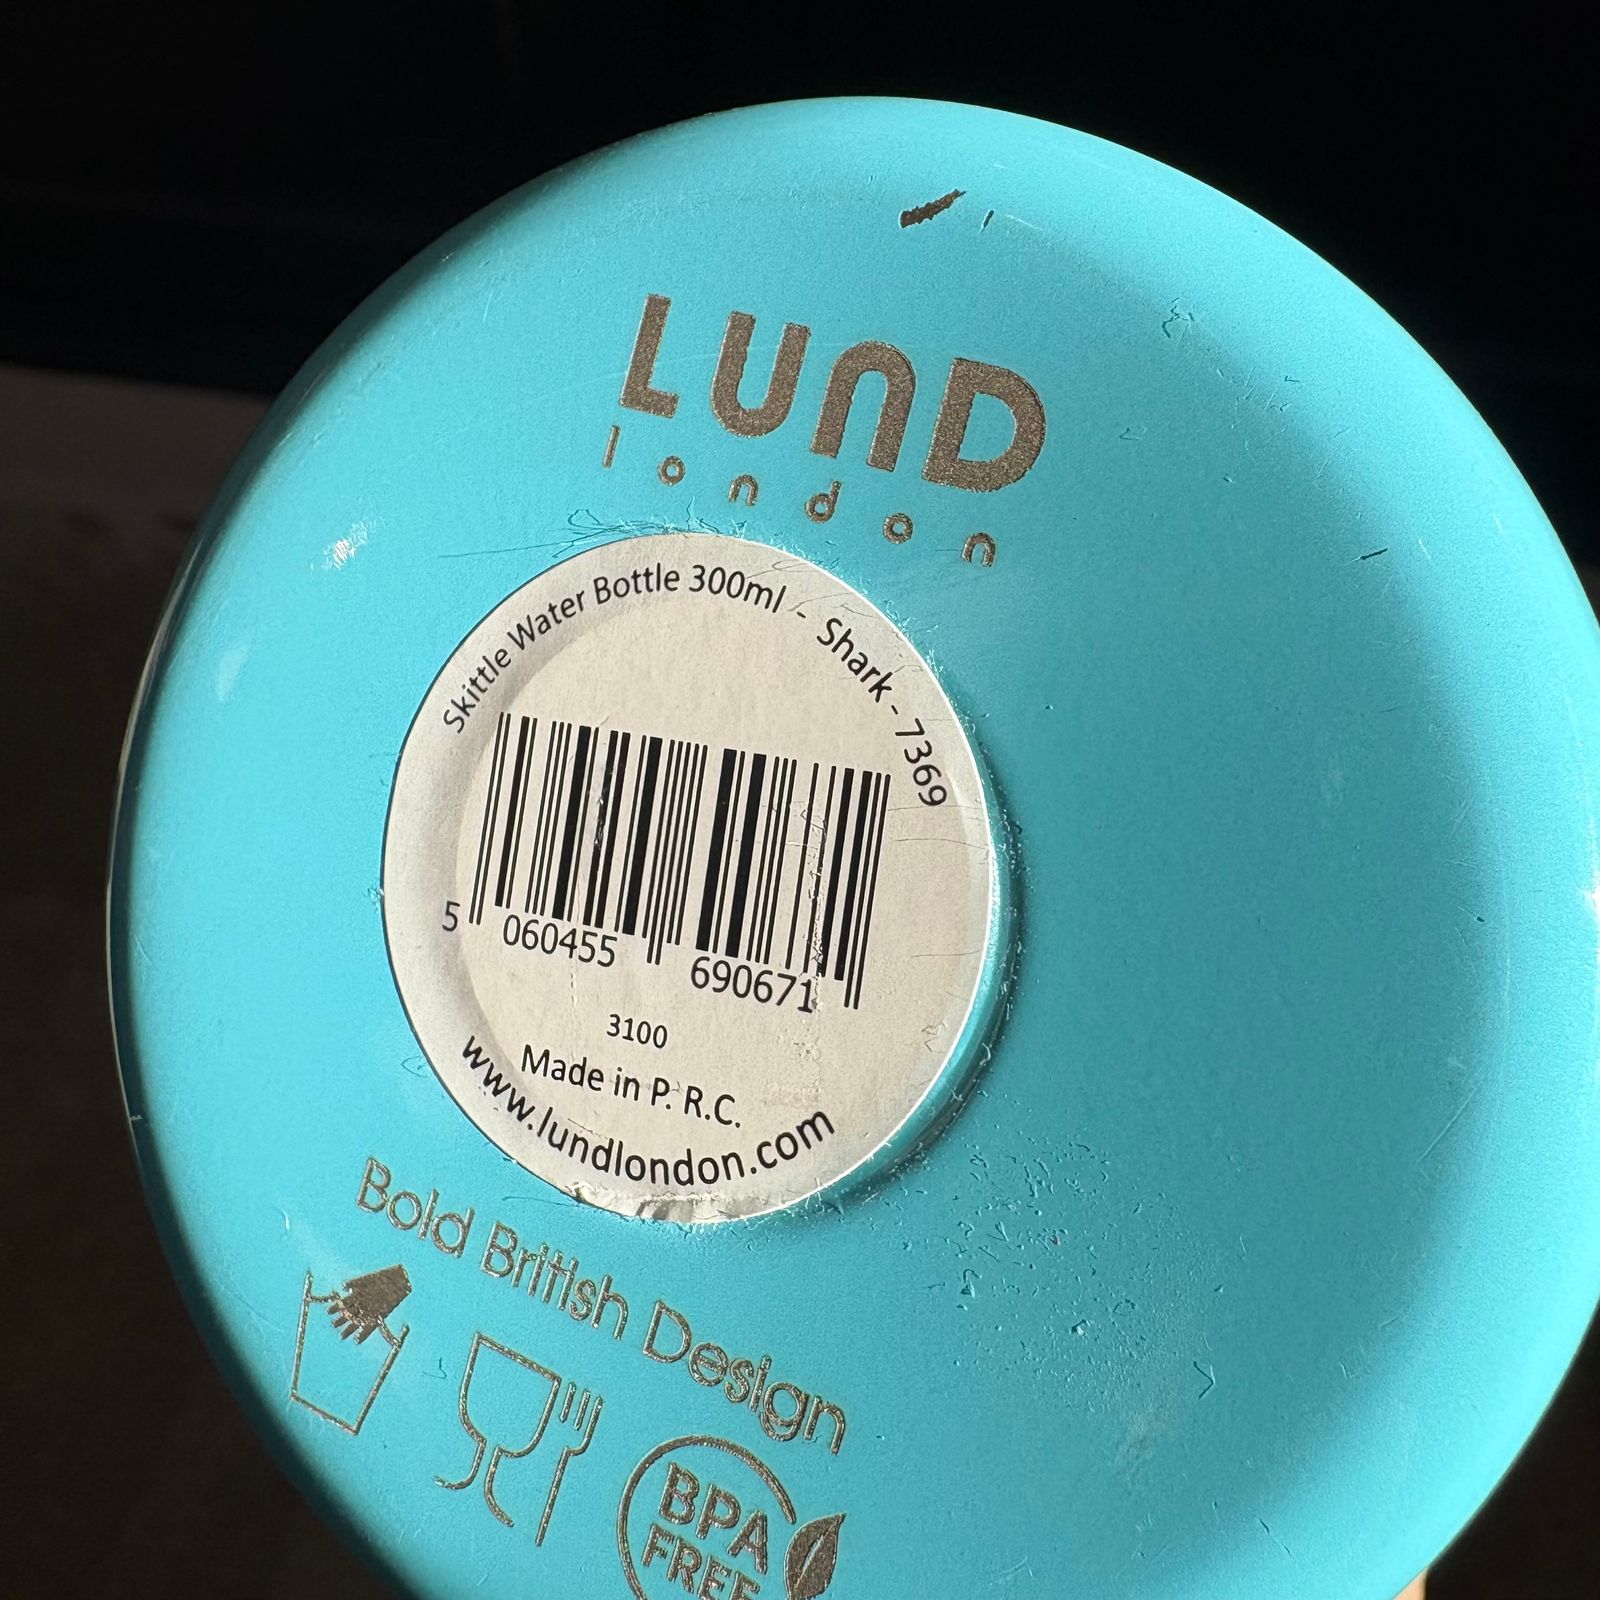 LUND
london
Skittle Water Bottle 300ml - Shark - 7369
5 060455 690671
3100
Made in P. R.C.
www.lundlondon.com
Bold British Design
BPA
FREE